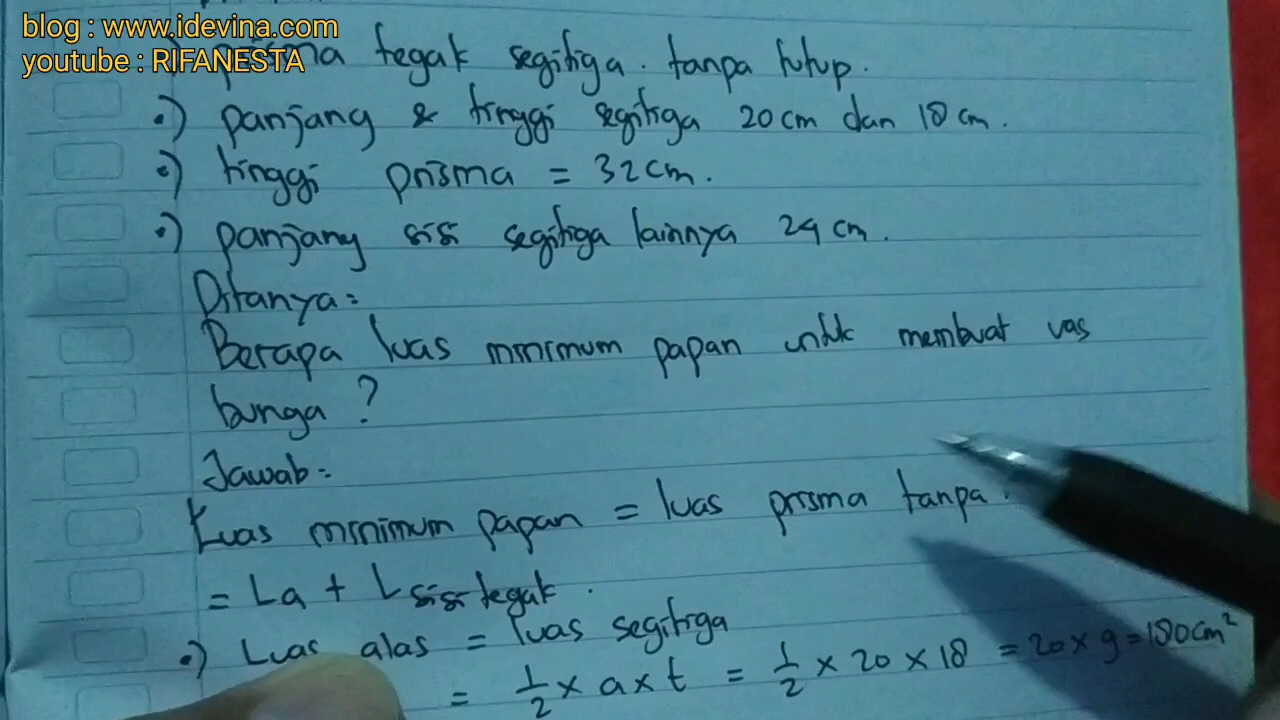 blog : www.idevina.com
youtube : RIFANESTA
prisma tegak segitiga. tanpa tutup.
•) panjang & tinggi segitiga 20 cm dan 18 cm.
•) tinggi prisma = 32 cm.
•) panjang sisi segitiga lainnya 24 cm.
Ditanya:
Berapa luas minimum papan untuk membuat vas
bunga ?
Jawab:
Luas minimum papan = luas prisma tanpa
= La + L sisi tegak.
•) Luas alas = luas segitiga
= 1/2 x a x t = 1/2 x 20 x 18 = 20 x 9 = 180 cm²